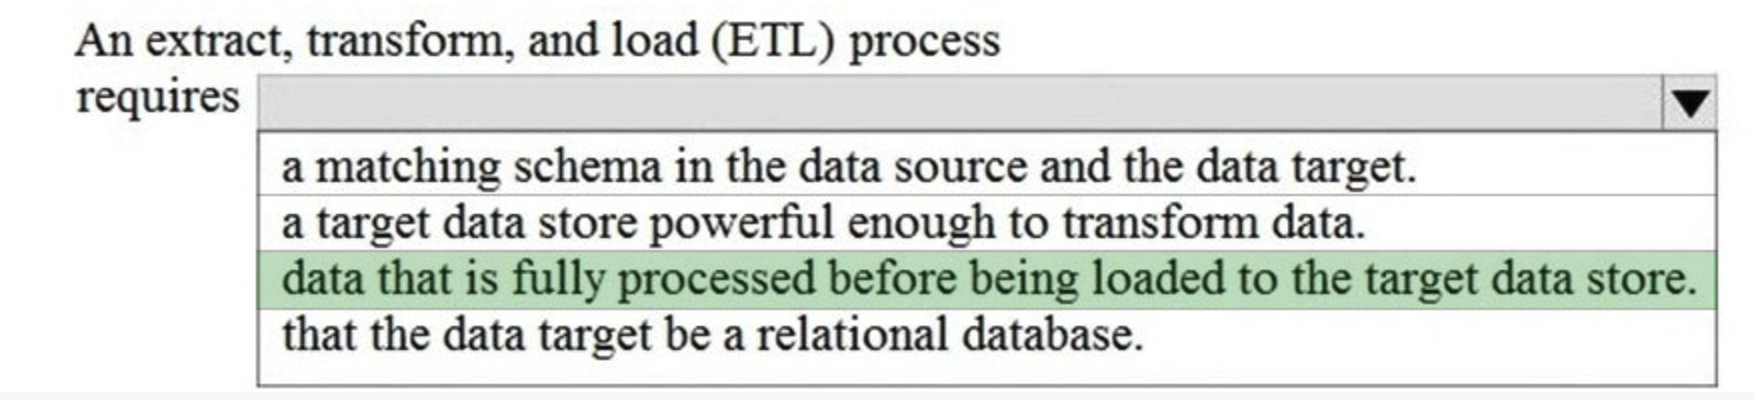 An extract, transform, and load (ETL) process
requires
a matching schema in the data source and the data target.
a target data store powerful enough to transform data.
data that is fully processed before being loaded to the target data store.
that the data target be a relational database.